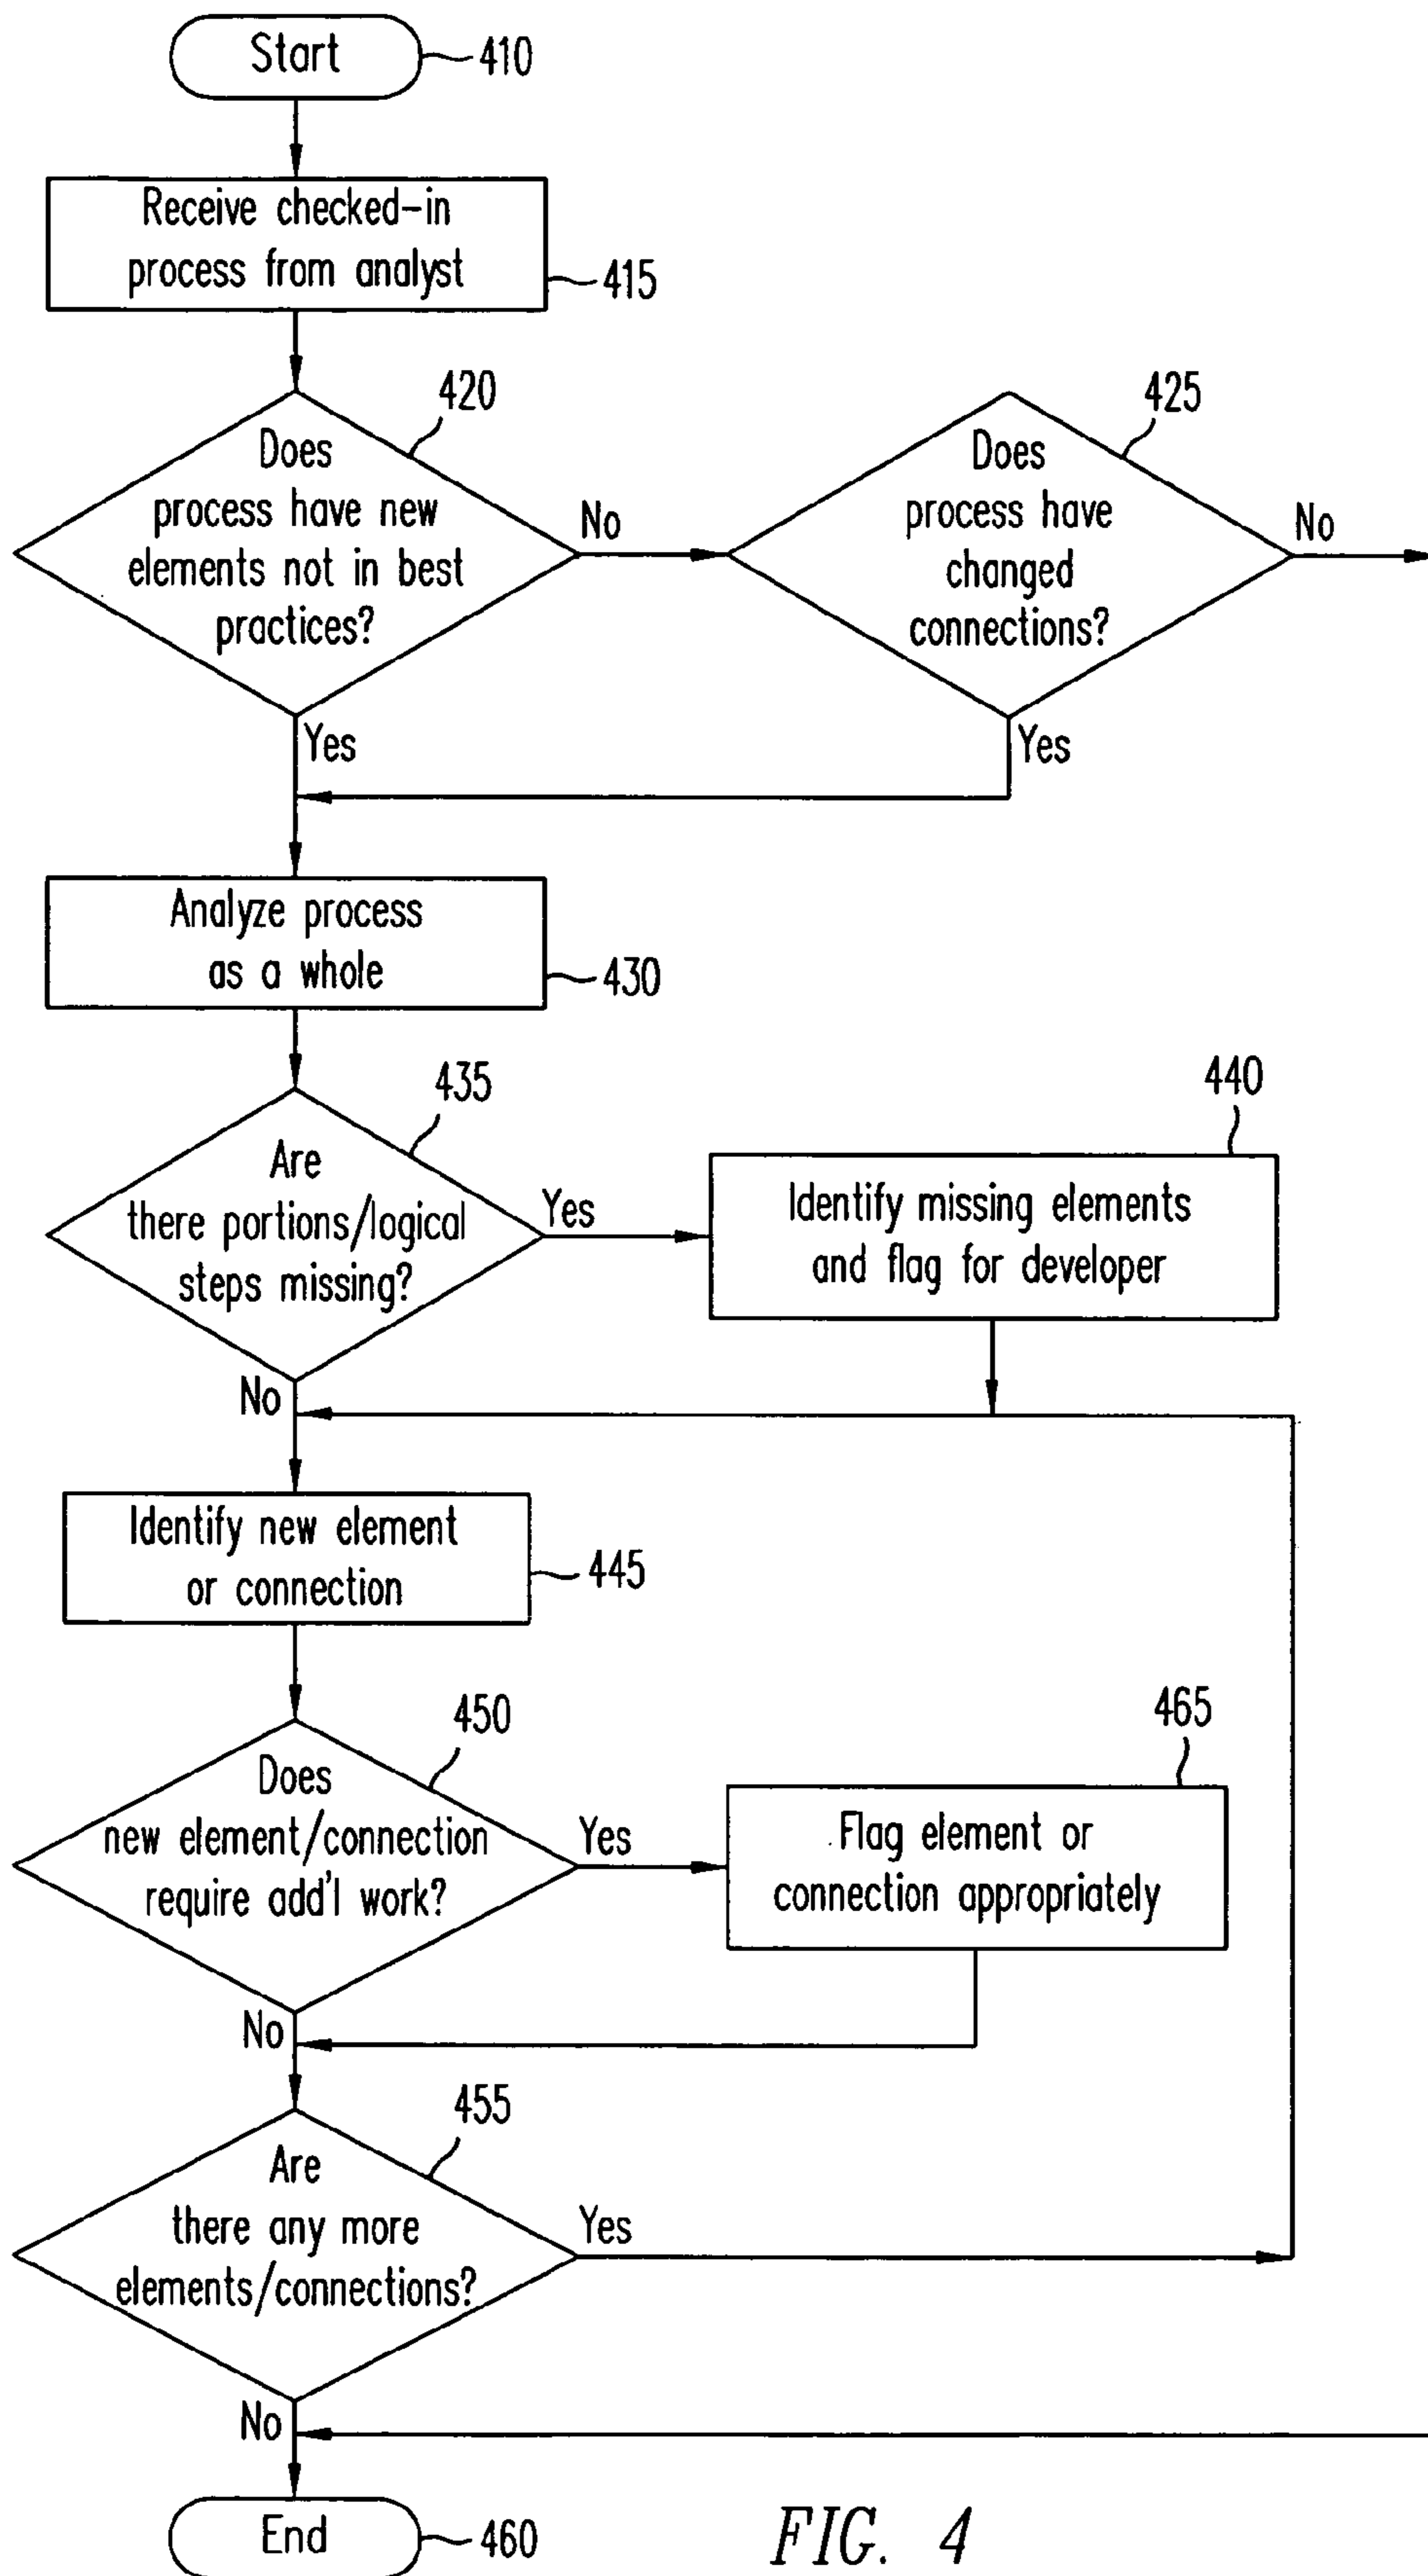 Start
410
Receive checked-in
process from analyst
415
420
Does
process have new
elements not in best
practices?
No
Yes
425
Does
process have
changed
connections?
No
Yes
Analyze process
as a whole
430
435
Are
there portions/logical
steps missing?
Yes
No
440
Identify missing elements
and flag for developer
Identify new element
or connection
445
450
Does
new element/connection
require add'l work?
Yes
No
465
Flag element or
connection appropriately
455
Are
there any more
elements/connections?
Yes
No
End
460
FIG. 4